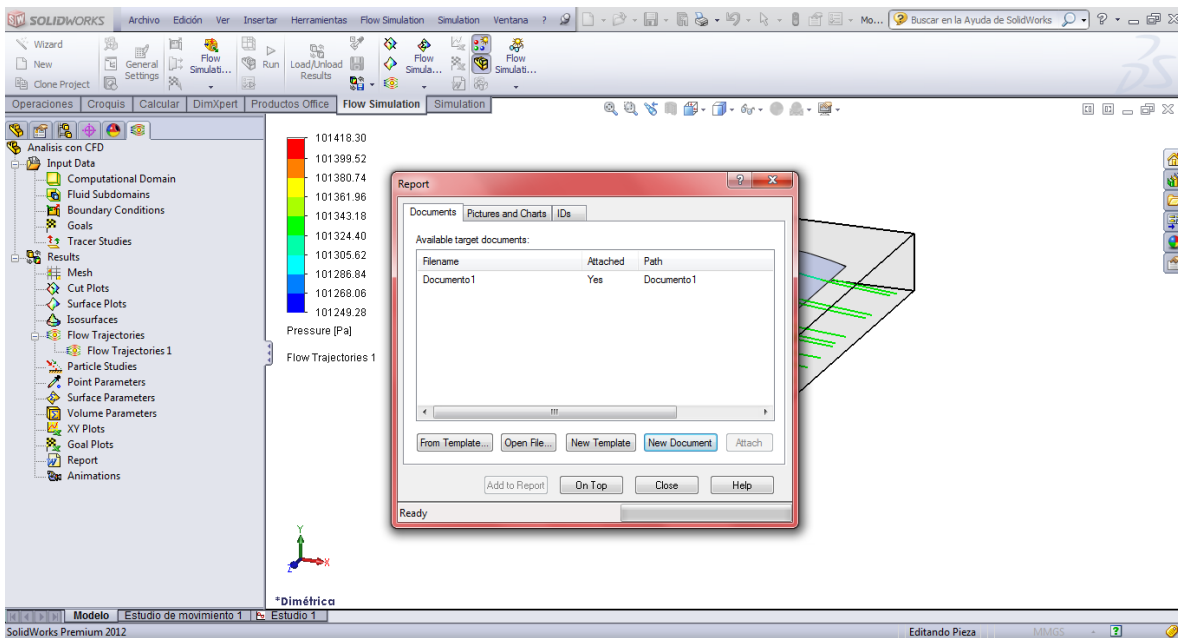 SOLIDWORKS Archivo Edición Ver Insertar Herramientas Flow Simulation Simulation Ventana ? Mo... Buscar en la Ayuda de SolidWorks
Wizard
New
Clone Project
General Settings
Flow Simulati...
Run
Load/Unload Results
Flow Simula...
Flow Simulati...
Operaciones Croquis Calcular DimXpert Productos Office Flow Simulation Simulation
Analisis con CFD
Input Data
Computational Domain
Fluid Subdomains
Boundary Conditions
Goals
Tracer Studies
Results
Mesh
Cut Plots
Surface Plots
Isosurfaces
Flow Trajectories
Flow Trajectories 1
Particle Studies
Point Parameters
Surface Parameters
Volume Parameters
XY Plots
Goal Plots
Report
Animations
101418.30
101399.52
101380.74
101361.96
101343.18
101324.40
101305.62
101286.84
101268.06
101249.28
Pressure [Pa]
Flow Trajectories 1
Report
Documents Pictures and Charts IDs
Available target documents:
Filename Attached Path
Documento1 Yes Documento1
From Template... Open File... New Template New Document Attach
Add to Report On Top Close Help
Ready
Y
X
Z
*Dimétrica
Modelo Estudio de movimiento 1 Estudio 1
SolidWorks Premium 2012 Editando Pieza MMGS